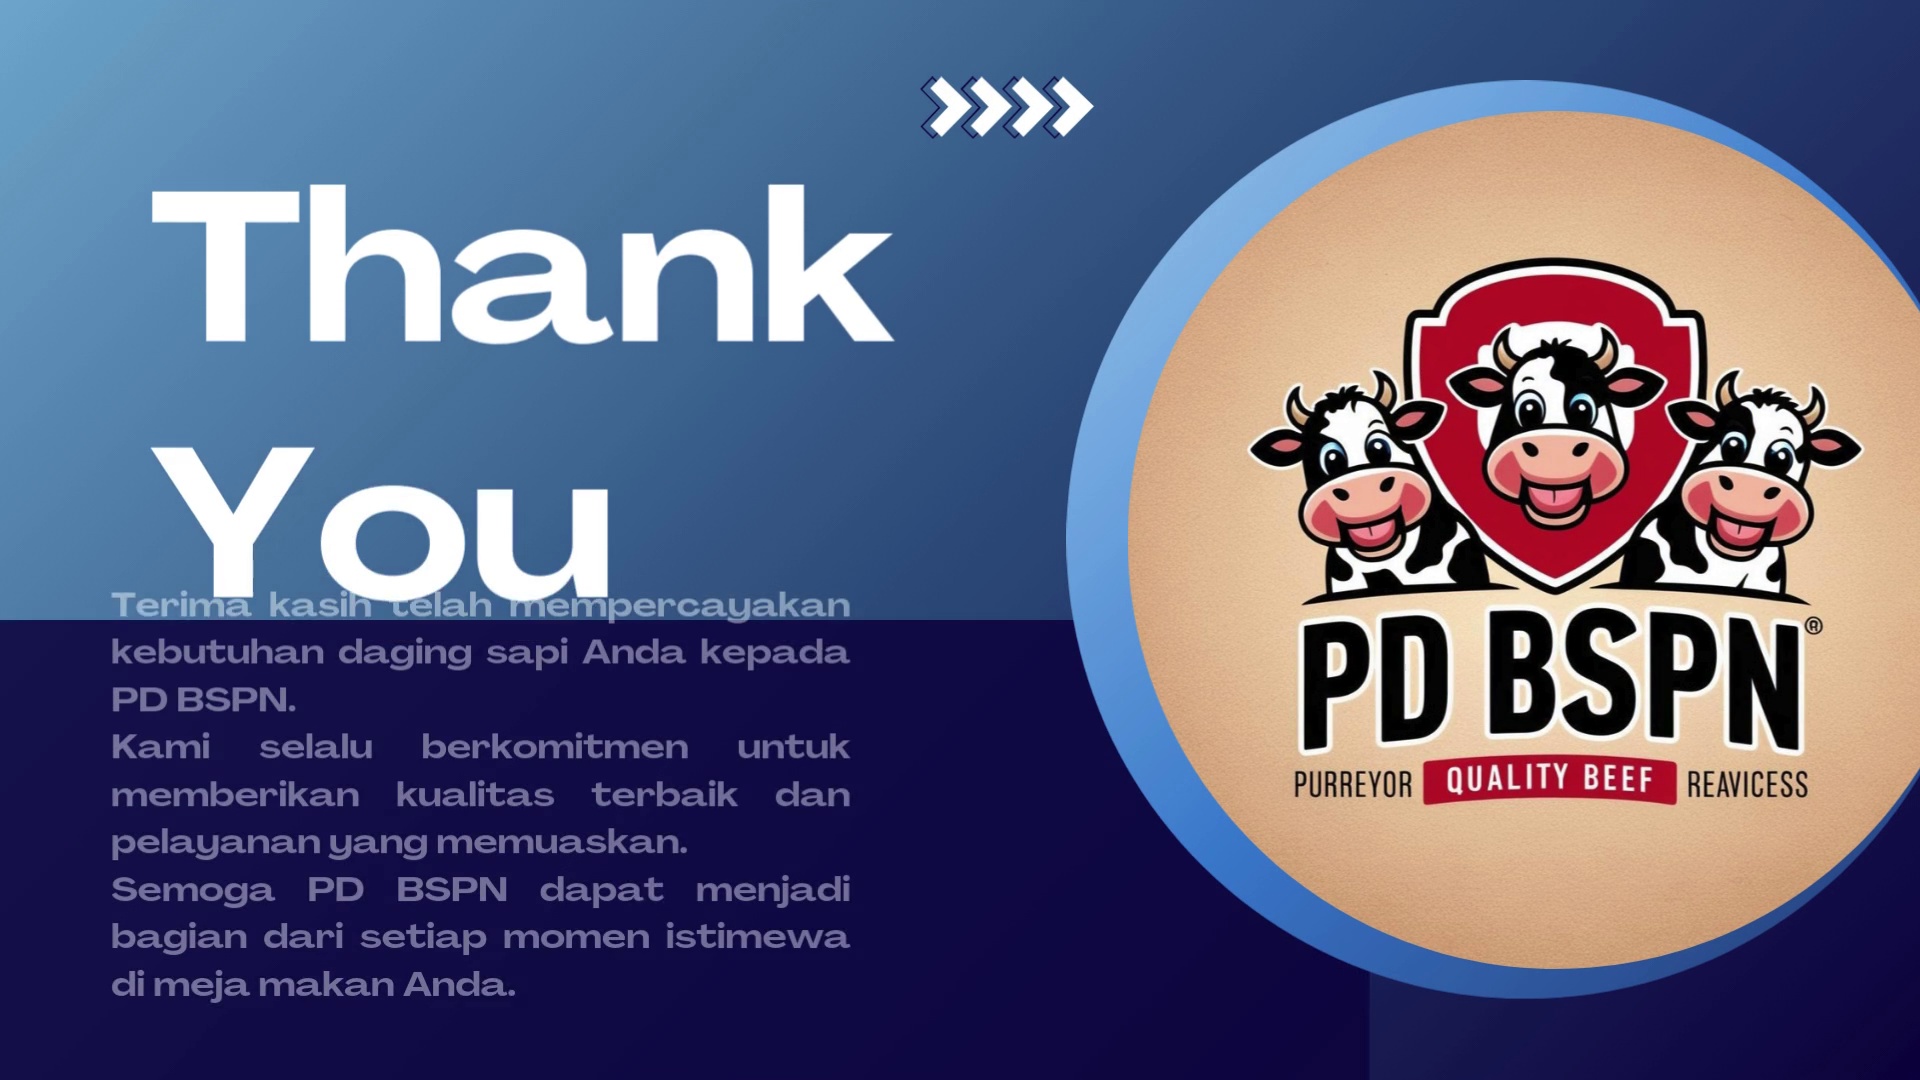 Thank
You
Terima kasih telah mempercayakan
kebutuhan daging sapi Anda kepada
PD BSPN.
Kami selalu berkomitmen untuk
memberikan kualitas terbaik dan
pelayanan yang memuaskan.
Semoga PD BSPN dapat menjadi
bagian dari setiap momen istimewa
di meja makan Anda.
PD BSPN®
PURREYOR QUALITY BEEF REAVICESS